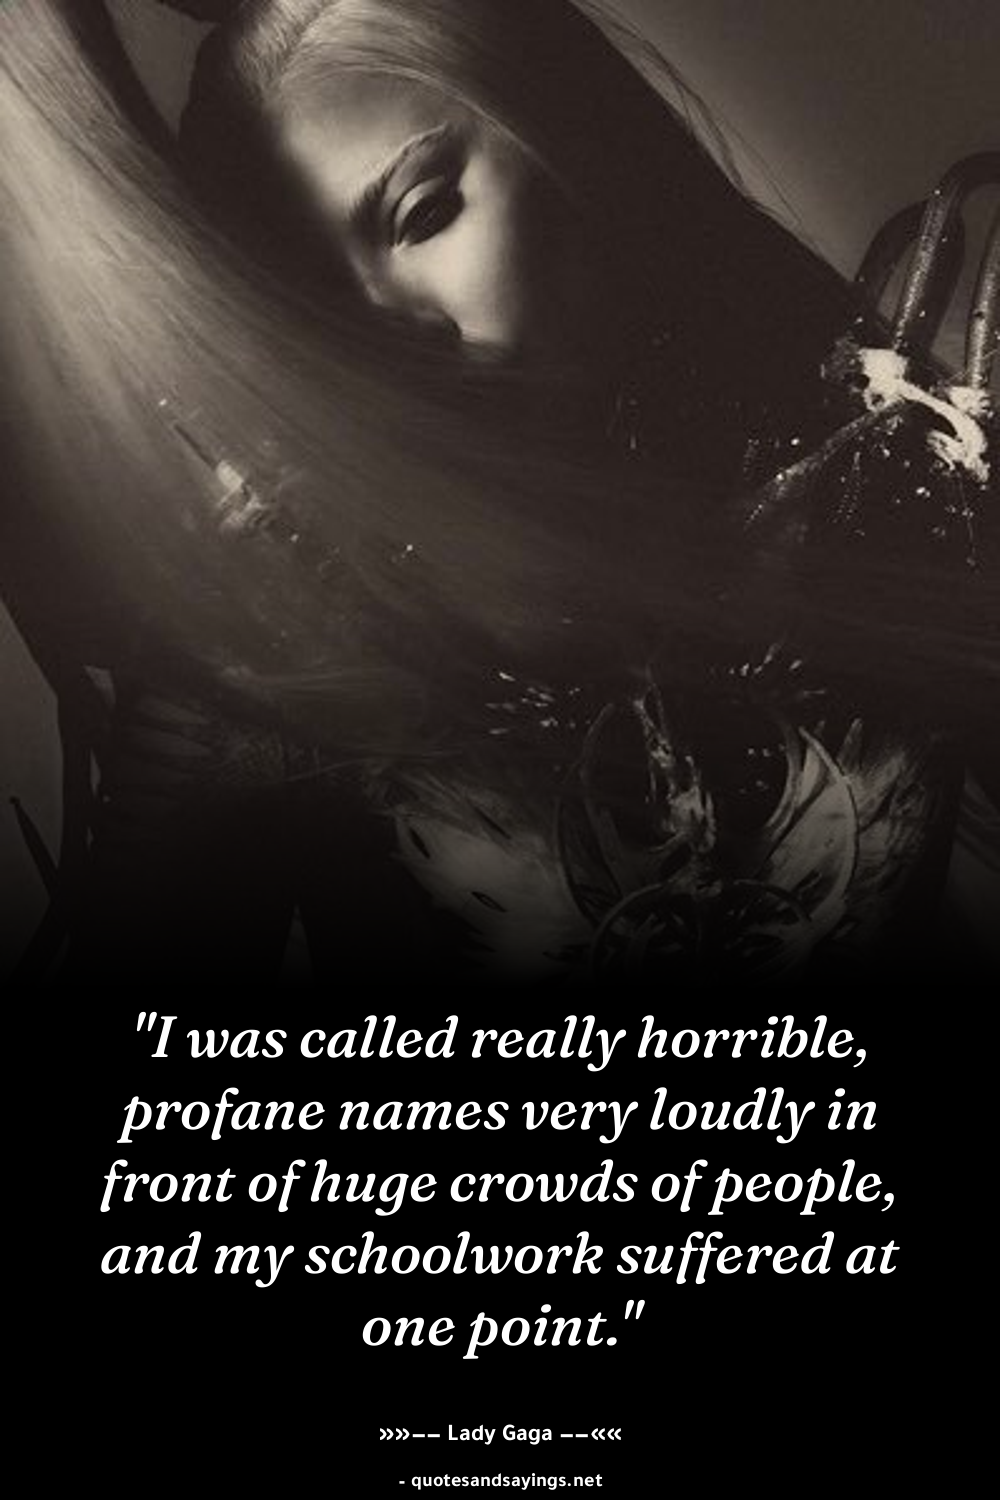 "I was called really horrible,
profane names very loudly in
front of huge crowds of people,
and my schoolwork suffered at
one point."
»»−− Lady Gaga −−««
- quotesandsayings.net